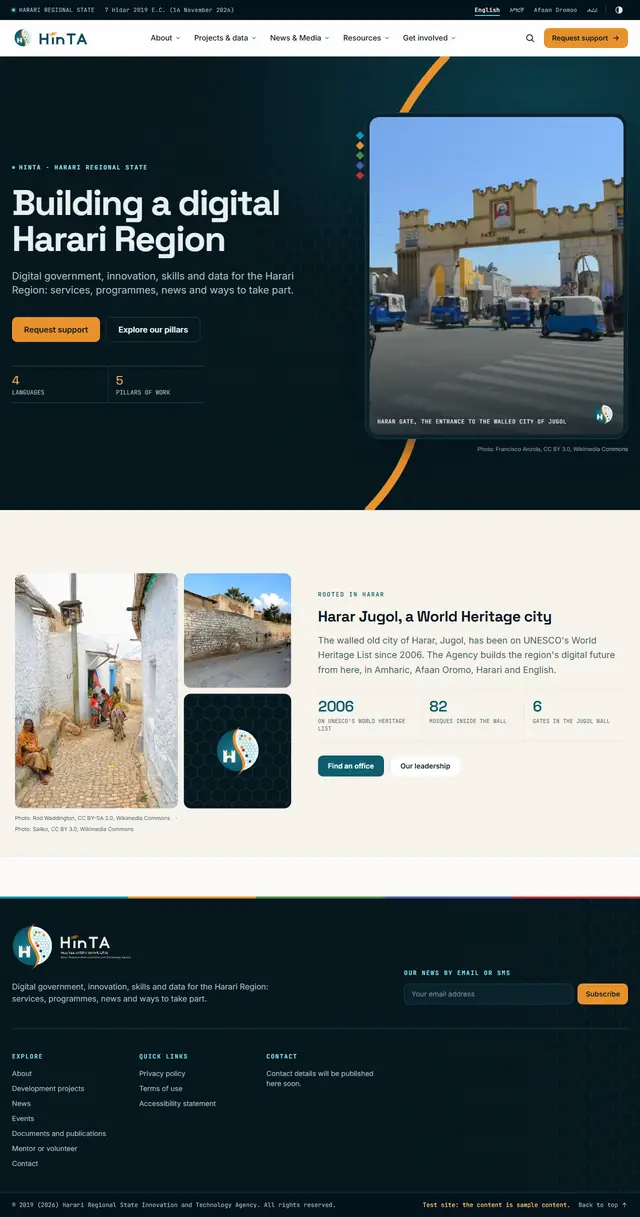 HARARI REGIONAL STATE 7 Hidar 2019 E.C. (16 November 2026)
English አማርኛ Afaan Oromoo ሐረሪ
HinTA
About Projects & data News & Media Resources Get involved
Request support →
HINTA - HARARI REGIONAL STATE
Building a digital
Harari Region
Digital government, innovation, skills and data for the Harari
Region: services, programmes, news and ways to take part.
Request support Explore our pillars
4
LANGUAGES
5
PILLARS OF WORK
HARAR GATE, THE ENTRANCE TO THE WALLED CITY OF JUGOL
Photo: Francisco Anzola, CC BY 3.0, Wikimedia Commons
ROOTED IN HARAR
Harar Jugol, a World Heritage city
The walled old city of Harar, Jugol, has been on UNESCO's World
Heritage List since 2006. The Agency builds the region's digital future
from here, in Amharic, Afaan Oromo, Harari and English.
2006
ON UNESCO'S WORLD HERITAGE
LIST
82
MOSQUES INSIDE THE WALL
6
GATES IN THE JUGOL WALL
Find an office Our leadership
Photo: Rod Waddington, CC BY-SA 2.0, Wikimedia Commons ·
Photo: Sailko, CC BY 3.0, Wikimedia Commons
HinTA
Digital government, innovation, skills and data for the Harari Region:
services, programmes, news and ways to take part.
OUR NEWS BY EMAIL OR SMS
Your email address
Subscribe
EXPLORE
About
Development projects
News
Events
Documents and publications
Mentor or volunteer
Contact
QUICK LINKS
Privacy policy
Terms of use
Accessibility statement
CONTACT
Contact details will be published
here soon.
© 2019 (2026) Harari Regional State Innovation and Technology Agency. All rights reserved.
Test site: the content is sample content. Back to top ↑